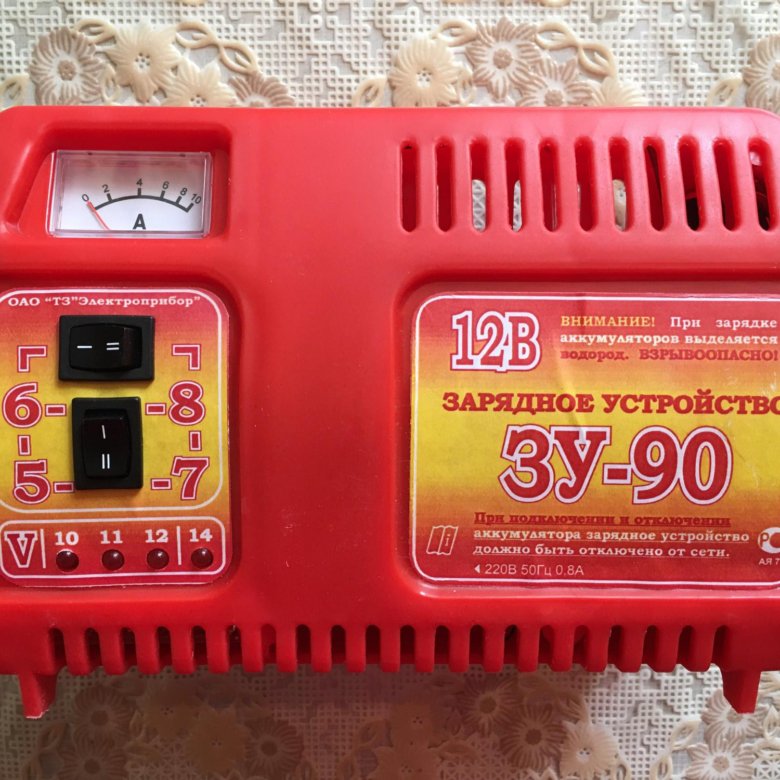 0 2 4 6 8 10
A
ОАО "ТЗ"Электроприбор"
6 8
5 7
V 10 11 12 14
12В
ВНИМАНИЕ! При зарядке
аккумуляторов выделяется
водород. ВЗРЫВООПАСНО!
ЗАРЯДНОЕ УСТРОЙСТВО
ЗУ-90
При подключении и отключении
аккумулятора зарядное устройство
должно быть отключено от сети.
220В 50Гц 0.8А